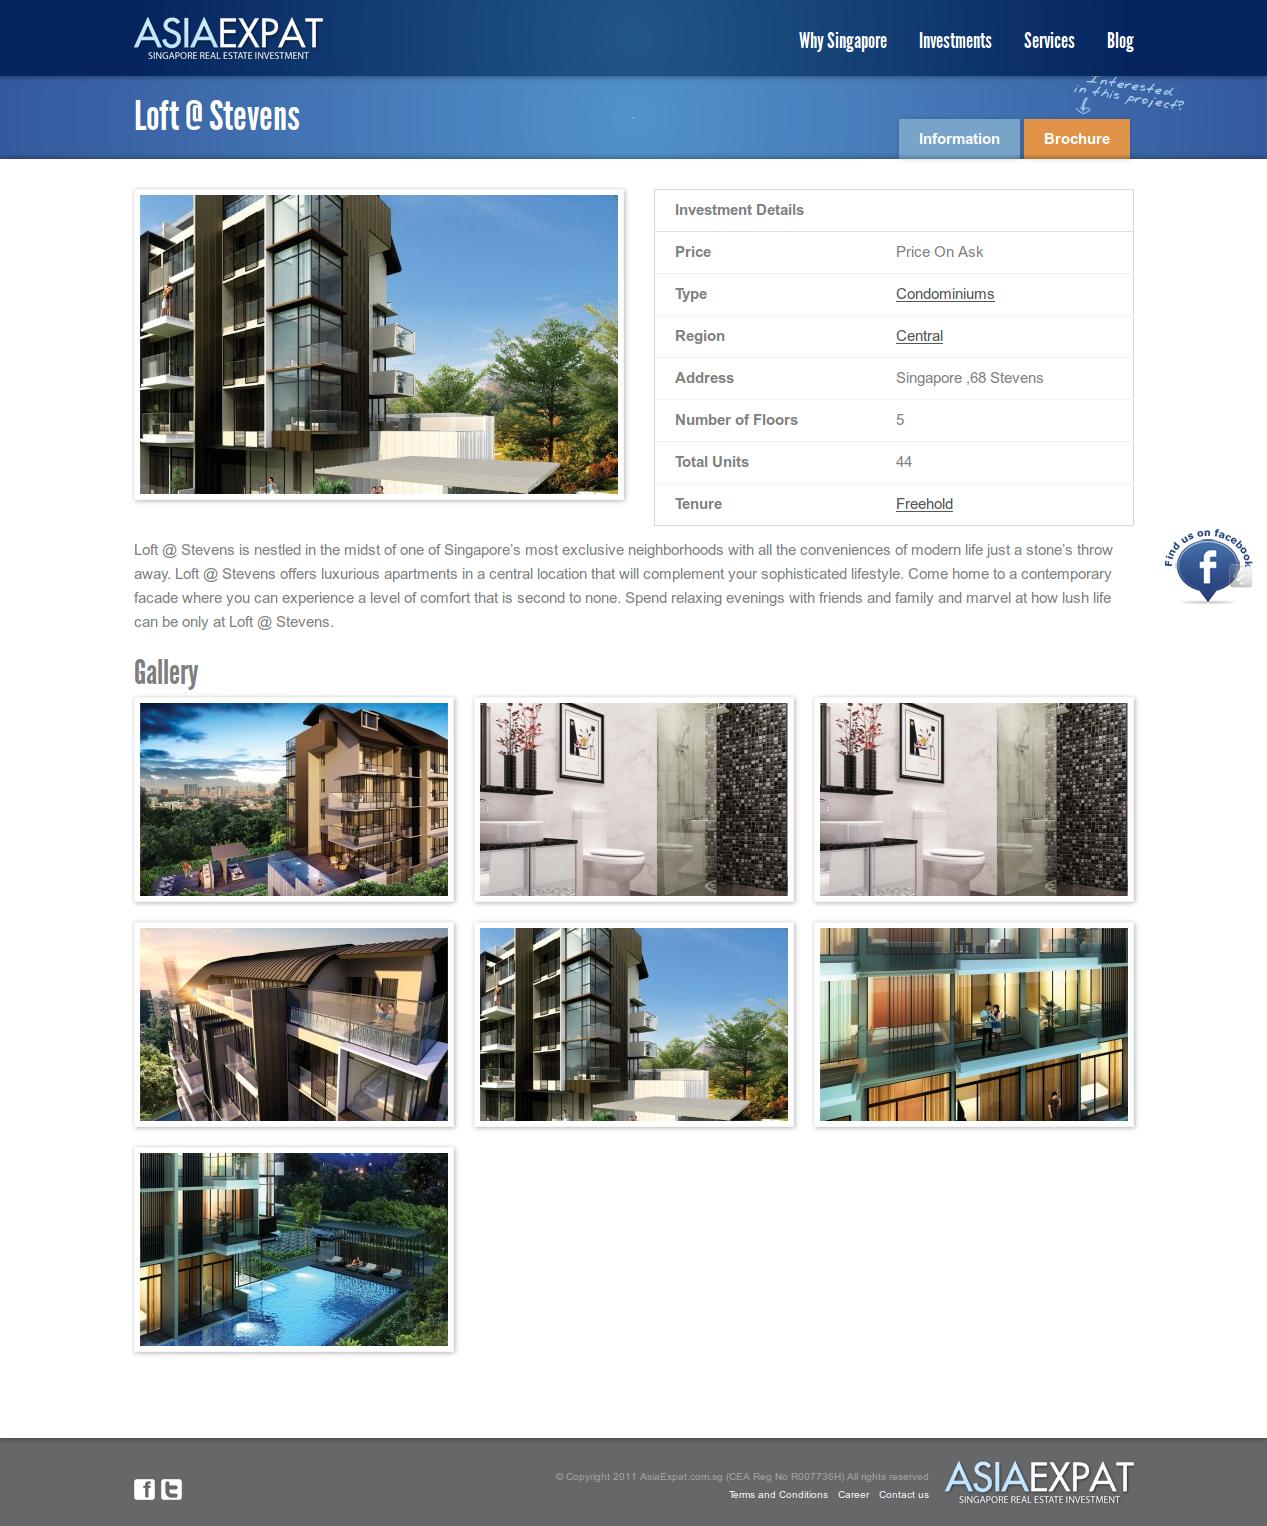 ASIAEXPAT
SINGAPORE REAL ESTATE INVESTMENT
Why Singapore Investments Services Blog
Interested
in this project?
Loft @ Stevens
Information Brochure
Investment Details
Price Price On Ask
Type Condominiums
Region Central
Address Singapore ,68 Stevens
Number of Floors 5
Total Units 44
Tenure Freehold
Find us on facebook
Loft @ Stevens is nestled in the midst of one of Singapore’s most exclusive neighborhoods with all the conveniences of modern life just a stone’s throw
away. Loft @ Stevens offers luxurious apartments in a central location that will complement your sophisticated lifestyle. Come home to a contemporary
facade where you can experience a level of comfort that is second to none. Spend relaxing evenings with friends and family and marvel at how lush life
can be only at Loft @ Stevens.
Gallery
© Copyright 2011 AsiaExpat.com.sg (CEA Reg No R007736H) All rights reserved
Terms and Conditions Career Contact us
ASIAEXPAT
SINGAPORE REAL ESTATE INVESTMENT